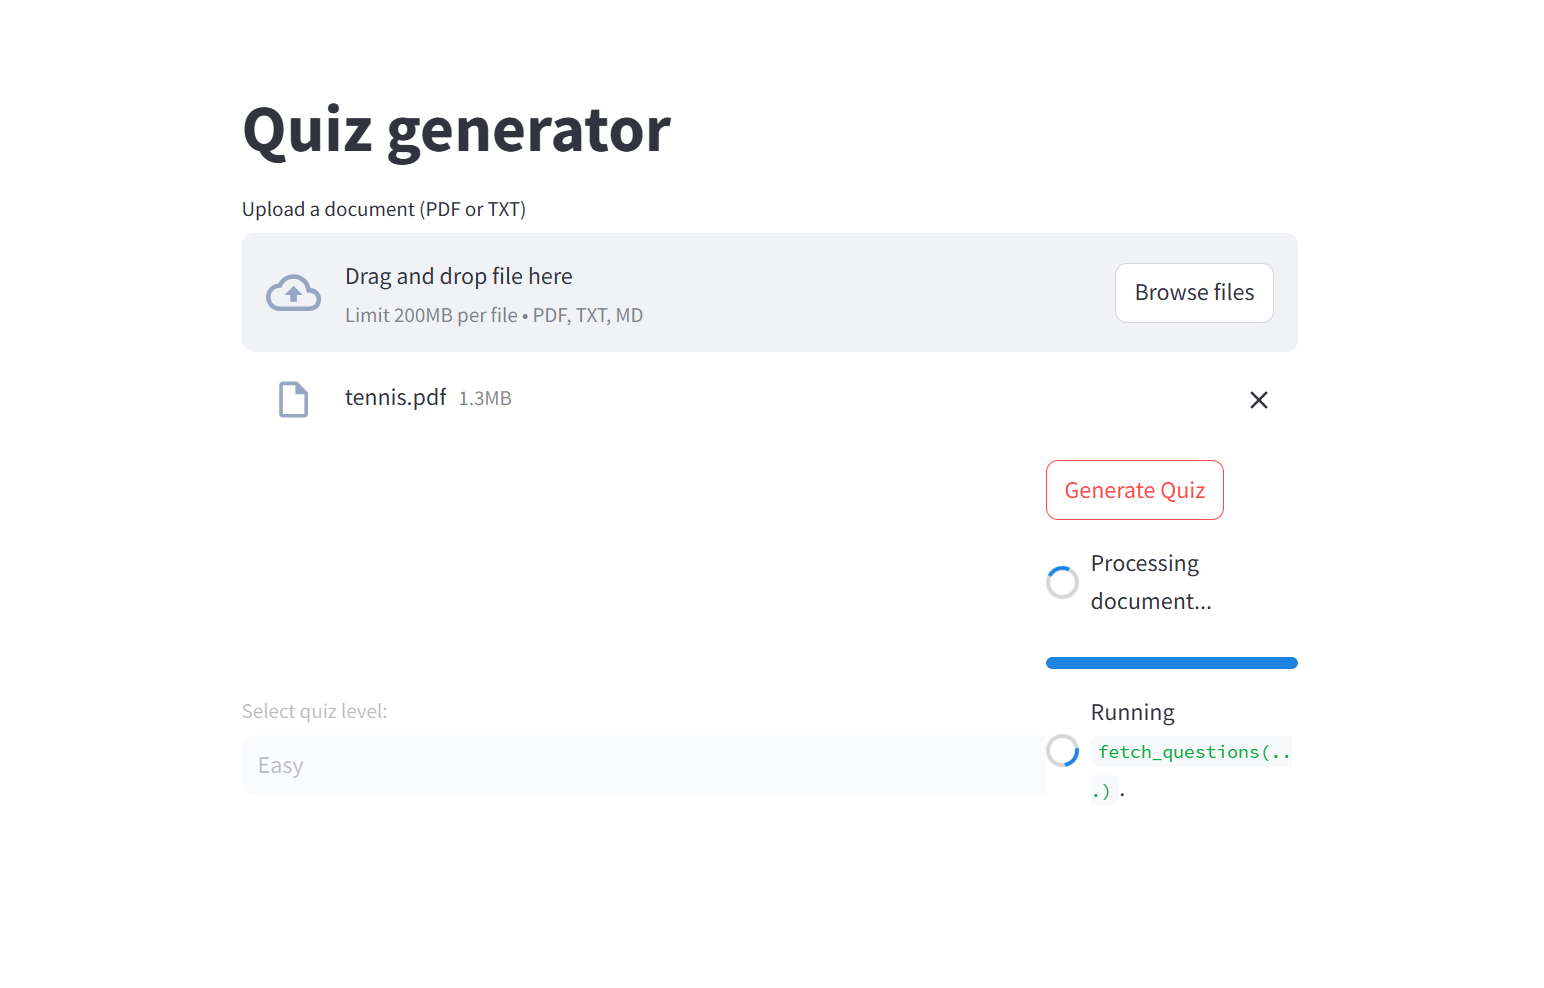 Quiz generator
Upload a document (PDF or TXT)
Drag and drop file here
Limit 200MB per file • PDF, TXT, MD
Browse files
tennis.pdf 1.3MB
Generate Quiz
Processing
document...
Select quiz level:
Easy
Running
fetch_questions(..
.) .